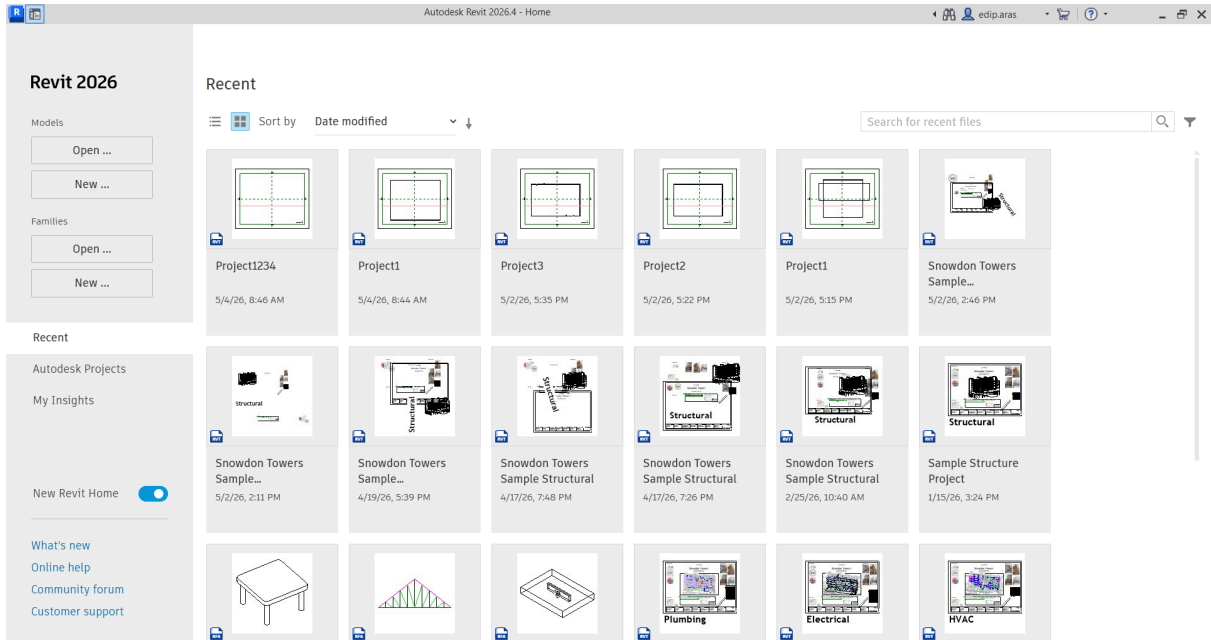 Autodesk Revit 2026.4 - Home
edip.aras
Revit 2026
Models
Open ...
New ...
Families
Open ...
New ...
Recent
Autodesk Projects
My Insights
New Revit Home
What's new
Online help
Community forum
Customer support
Recent
Sort by Date modified
Search for recent files
Project1234
5/4/26, 8:46 AM
Project1
5/4/26, 8:44 AM
Project3
5/2/26, 5:35 PM
Project2
5/2/26, 5:22 PM
Project1
5/2/26, 5:15 PM
Structural
Snowdon Towers
Sample...
5/2/26, 2:46 PM
Structural
Snowdon Towers
Sample...
5/2/26, 2:11 PM
Structural
Snowdon Towers
Sample...
4/19/26, 5:39 PM
Structural
Snowdon Towers
Sample Structural
4/17/26, 7:48 PM
Structural
Snowdon Towers
Sample Structural
4/17/26, 7:26 PM
Structural
Snowdon Towers
Sample Structural
2/25/26, 10:40 AM
Structural
Sample Structure
Project
1/15/26, 3:24 PM
Plumbing
Electrical
HVAC